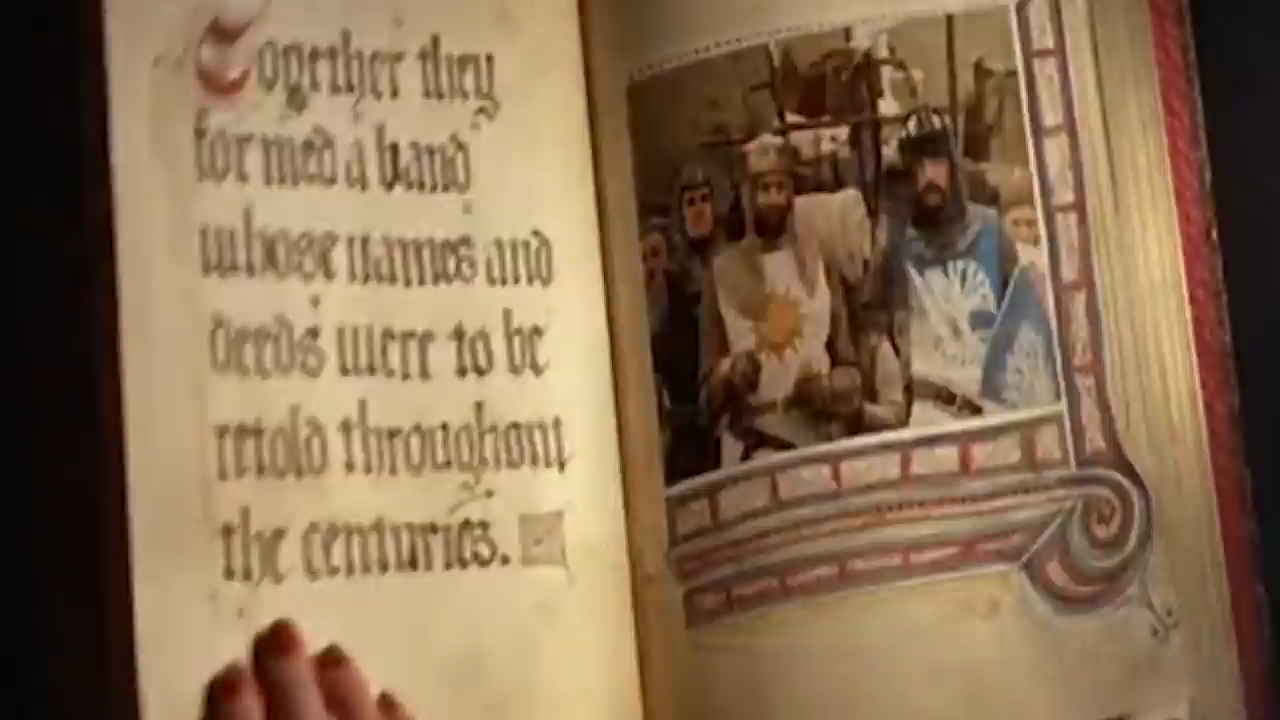 Together they
formed a band
whose names and
deeds were to be
retold throughout
the centuries.